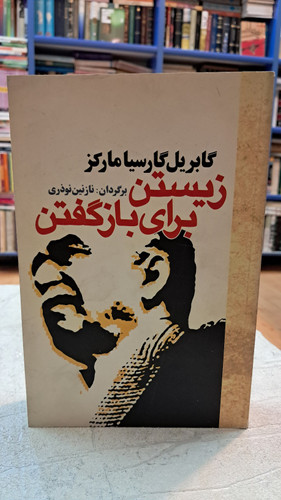 گابریل گارسیا مارکز
زیستن
برگردان: نازنین نوذری
برای بازگفتن